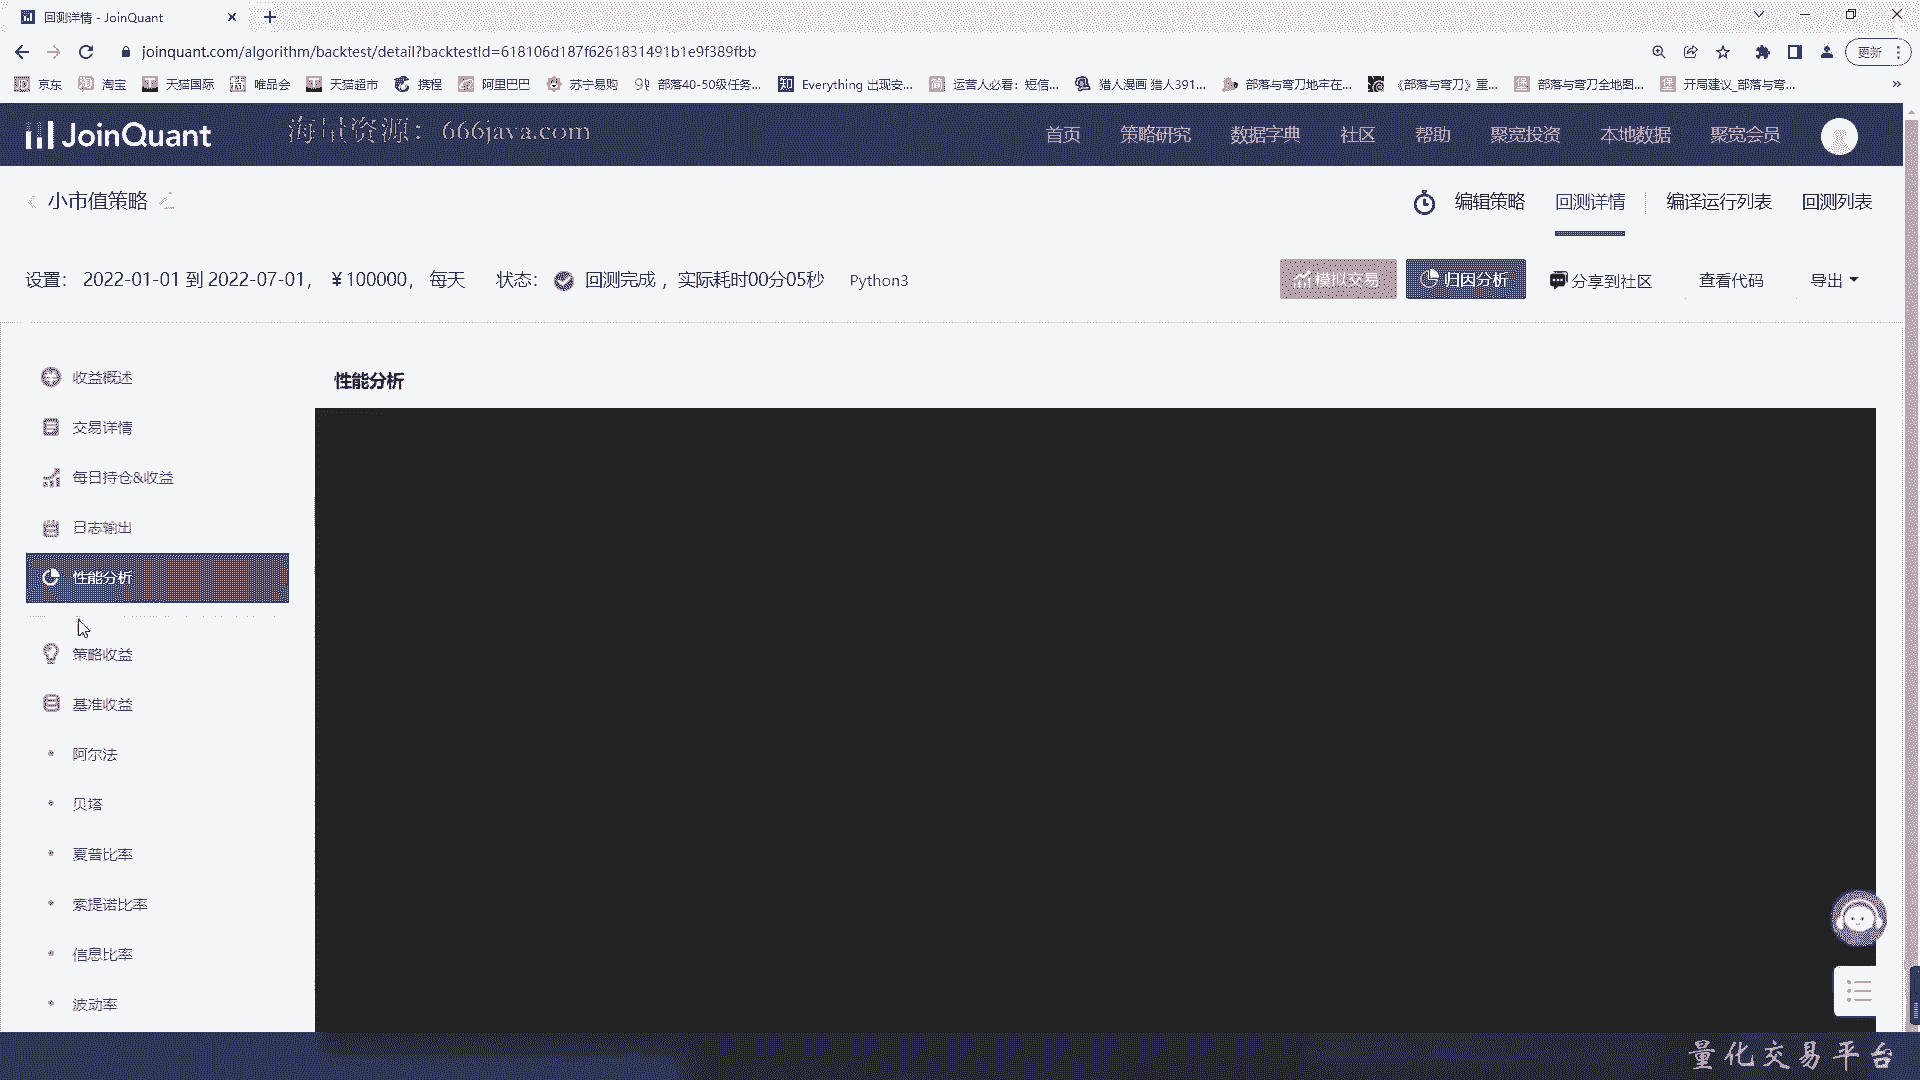 回测详情 - JoinQuant
joinquant.com/algorithm/backtest/detail?backtestId=618106d187f6261831491b1e9f389fbb
更新
京东 淘宝 天猫国际 唯品会 天猫超市 携程 阿里巴巴 苏宁易购 部落40-50级任务... Everything 出现安... 运营人必看：短信... 猎人漫画 猎人391... 部落与弯刀地牢在... 《部落与弯刀》重... 部落与弯刀全地图... 开局建议_部落与弯...
JoinQuant 海量资源：666java.com 首页 策略研究 数据字典 社区 帮助 聚宽投资 本地数据 聚宽会员
小市值策略 编辑策略 回测详情 编译运行列表 回测列表
设置： 2022-01-01 到 2022-07-01， ￥100000， 每天 状态： 回测完成， 实际耗时00分05秒 Python3 模拟交易 归因分析 分享到社区 查看代码 导出
收益概述
性能分析
交易详情
每日持仓&收益
日志输出
性能分析
策略收益
基准收益
阿尔法
贝塔
夏普比率
索提诺比率
信息比率
波动率
量化交易平台